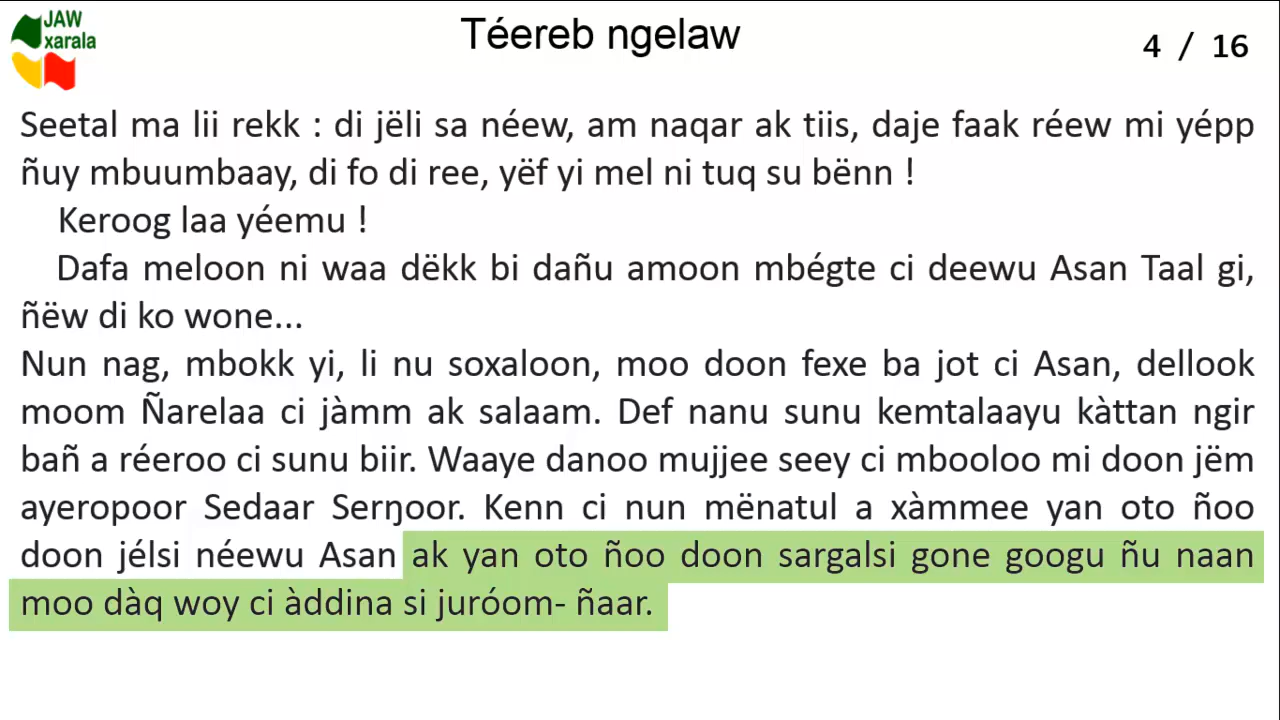 JAW
xarala
Téereb ngelaw
4 / 16
Seetal ma lii rekk : di jëli sa néew, am naqar ak tiis, daje faak réew mi yépp
ñuy mbuumbaay, di fo di ree, yëf yi mel ni tuq su bënn !
Keroog laa yéemu !
Dafa meloon ni waa dëkk bi dañu amoon mbégte ci deewu Asan Taal gi,
ñëw di ko wone...
Nun nag, mbokk yi, li nu soxaloon, moo doon fexe ba jot ci Asan, dellook
moom Ñarelaa ci jàmm ak salaam. Def nanu sunu kemtalaayu kàttan ngir
bañ a réeroo ci sunu biir. Waaye danoo mujjee seey ci mbooloo mi doon jëm
ayeropoor Sedaar Serŋoor. Kenn ci nun mënatul a xàmmee yan oto ñoo
doon jélsi néewu Asan ak yan oto ñoo doon sargalsi gone googu ñu naan
moo dàq woy ci àddina si juróom- ñaar.